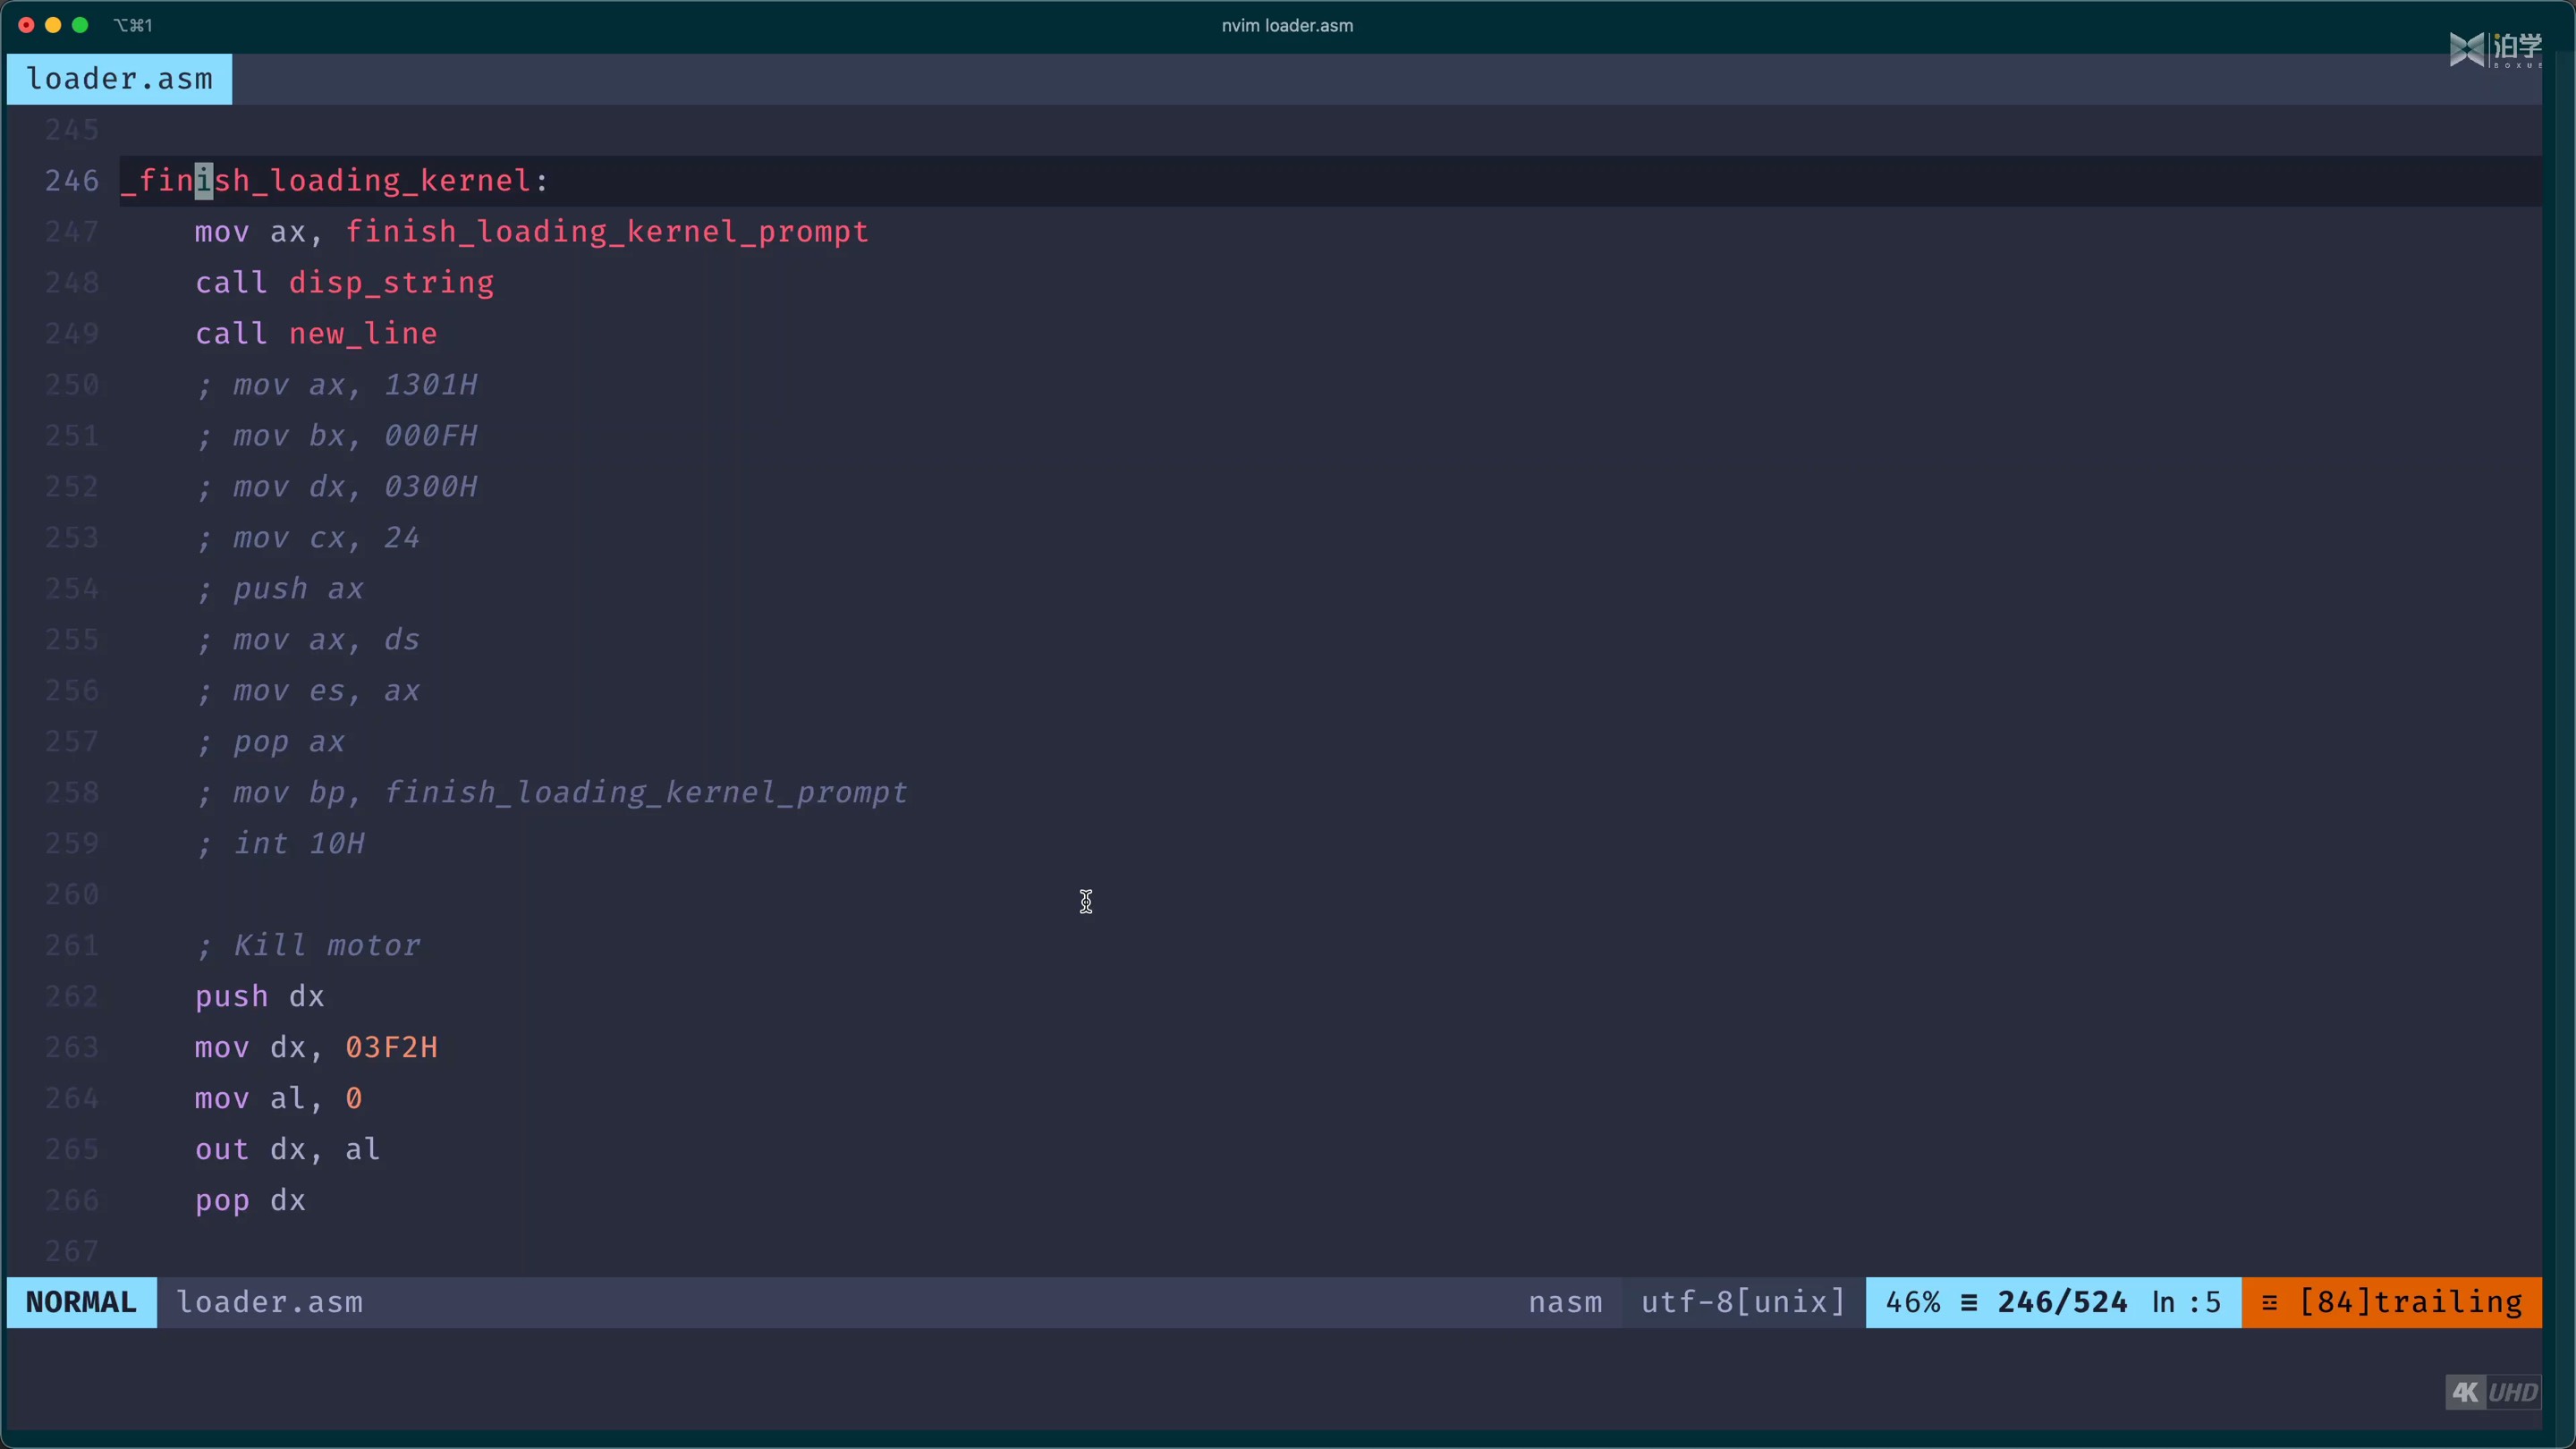 ⌥⌘1
nvim loader.asm
泊学
BOXUE
loader.asm
245
246 _finish_loading_kernel:
247     mov ax, finish_loading_kernel_prompt
248     call disp_string
249     call new_line
250     ; mov ax, 1301H
251     ; mov bx, 000FH
252     ; mov dx, 0300H
253     ; mov cx, 24
254     ; push ax
255     ; mov ax, ds
256     ; mov es, ax
257     ; pop ax
258     ; mov bp, finish_loading_kernel_prompt
259     ; int 10H
260
261     ; Kill motor
262     push dx
263     mov dx, 03F2H
264     mov al, 0
265     out dx, al
266     pop dx
267
NORMAL loader.asm nasm utf-8[unix] 46% ≡ 246/524 ln :5 ☲ [84]trailing
4K UHD